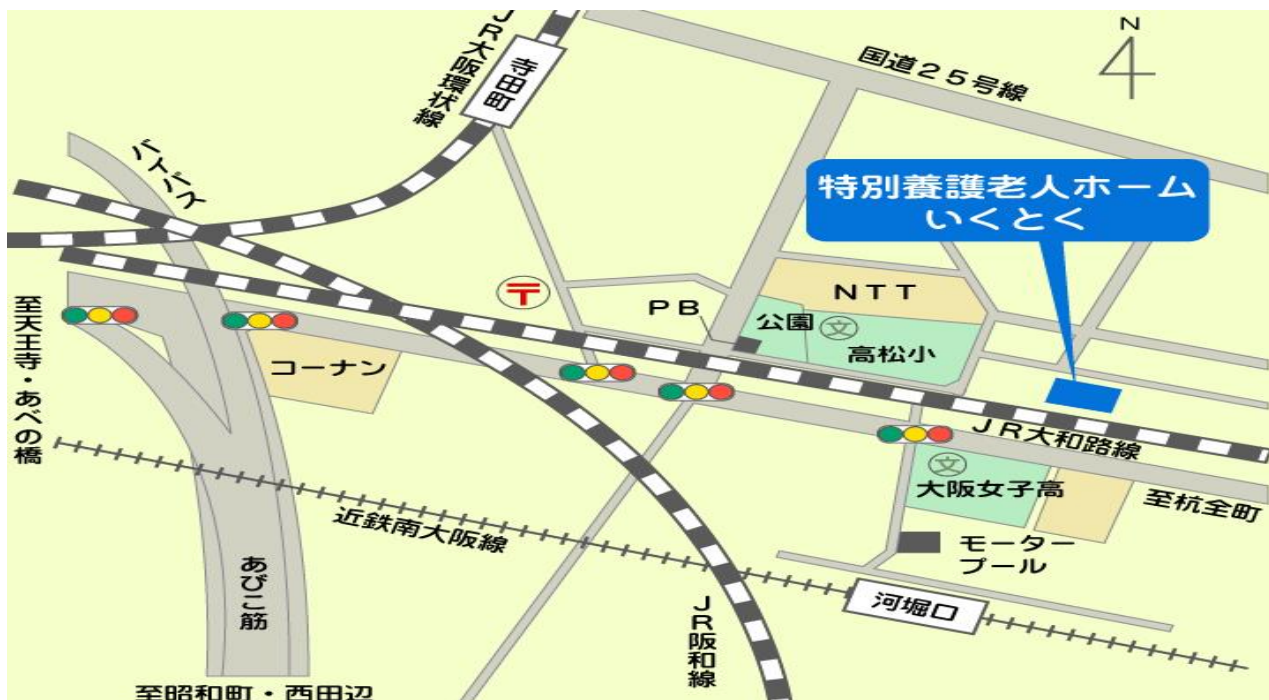 JR大阪環状線
寺田町
国道25号線
N
バイパス
特別養護老人ホーム
いくとく
〒
PB
NTT
公園
文
高松小
コーナン
至天王寺・あべの橋
JR大和路線
文
大阪女子高
至杭全町
近鉄南大阪線
モーター
プール
あびこ筋
河堀口
JR阪和線
至昭和町・西田辺